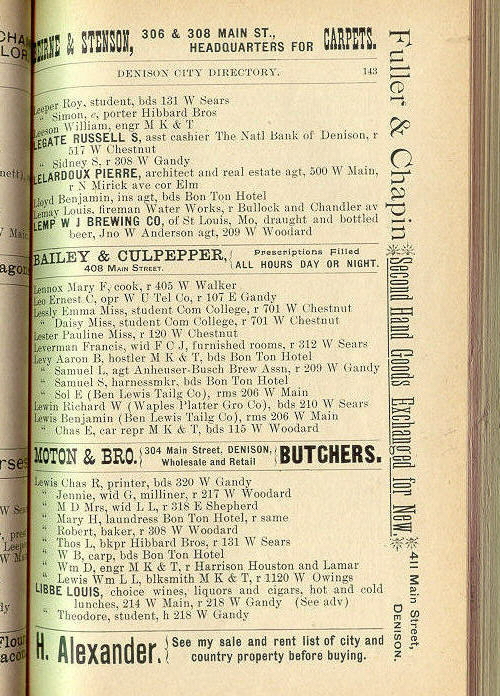 & STENSON, 306 & 308 MAIN ST., HEADQUARTERS FOR CARPETS.
DENISON CITY DIRECTORY. 143
Leeper Roy, student, bds 131 W Sears
“ Simon, c, porter Hibbard Bros
Leeson William, engr M K & T
LEGATE RUSSELL S, asst cashier The Natl Bank of Denison, r
517 W Chestnut
“ Sidney S, r 308 W Gandy
LELARDOUX PIERRE, architect and real estate agt, 500 W Main,
r N Mirick ave cor Elm
Lloyd Benjamin, ins agt, bds Bon Ton Hotel
Lemay Louis, fireman Water Works, r Bullock and Chandler av
LEMP W J BREWING CO, of St Louis, Mo, draught and bottled
beer, Jno W Anderson agt, 209 W Woodard
BAILEY & CULPEPPER, Prescriptions Filled
408 MAIN STREET. ALL HOURS DAY OR NIGHT.
Lennox Mary F, cook, r 405 W Walker
Leo Ernest C, opr W U Tel Co, r 107 E Gandy
Lessly Emma Miss, student Com College, r 701 W Chestnut
“ Daisy Miss, student Com College, r 701 W Chestnut
Lester Pauline Miss, r 120 W Chestnut
Leverman Francis, wid F C J, furnished rooms, r 312 W Sears
Levy Aaron B, hostler M K & T, bds Bon Ton Hotel
“ Samuel L, agt Anheuser-Busch Brew Assn, r 209 W Gandy
“ Samuel S, harnessmkr, bds Bon Ton Hotel
“ Sol E (Ben Lewis Tailg Co), rms 206 W Main
Lewin Richard W (Waples Platter Gro Co), bds 210 W Sears
Lewis Benjamin (Ben Lewis Tailg Co), rms 206 W Main
“ Chas E, car repr M K & T, bds 115 W Woodard
MOTON & BRO. 304 Main Street, DENISON, Wholesale and Retail BUTCHERS.
Lewis Chas R, printer, bds 320 W Gandy
“ Jennie, wid G, milliner, r 217 W Woodard
“ M D Mrs, wid L L, r 318 E Shepherd
“ Mary H, laundress Bon Ton Hotel, r same
“ Robert, baker, r 308 W Woodard
“ Thos L, bkpr Hibbard Bros, r 131 W Sears
“ W B, carp, bds Bon Ton Hotel
“ Wm D, engr M K & T, r Harrison Houston and Lamar
“ Lewis Wm L L, blksmith M K & T, r 1120 W Owings
LIBBE LOUIS, choice wines, liquors and cigars, hot and cold
lunches, 214 W Main, r 218 W Gandy (See adv)
“ Theodore, student, h 218 W Gandy
H. Alexander. See my sale and rent list of city and
country property before buying.
Fuller & Chapin
Second Hand Goods Exchanged for New.
411 Main Street,
DENISON.